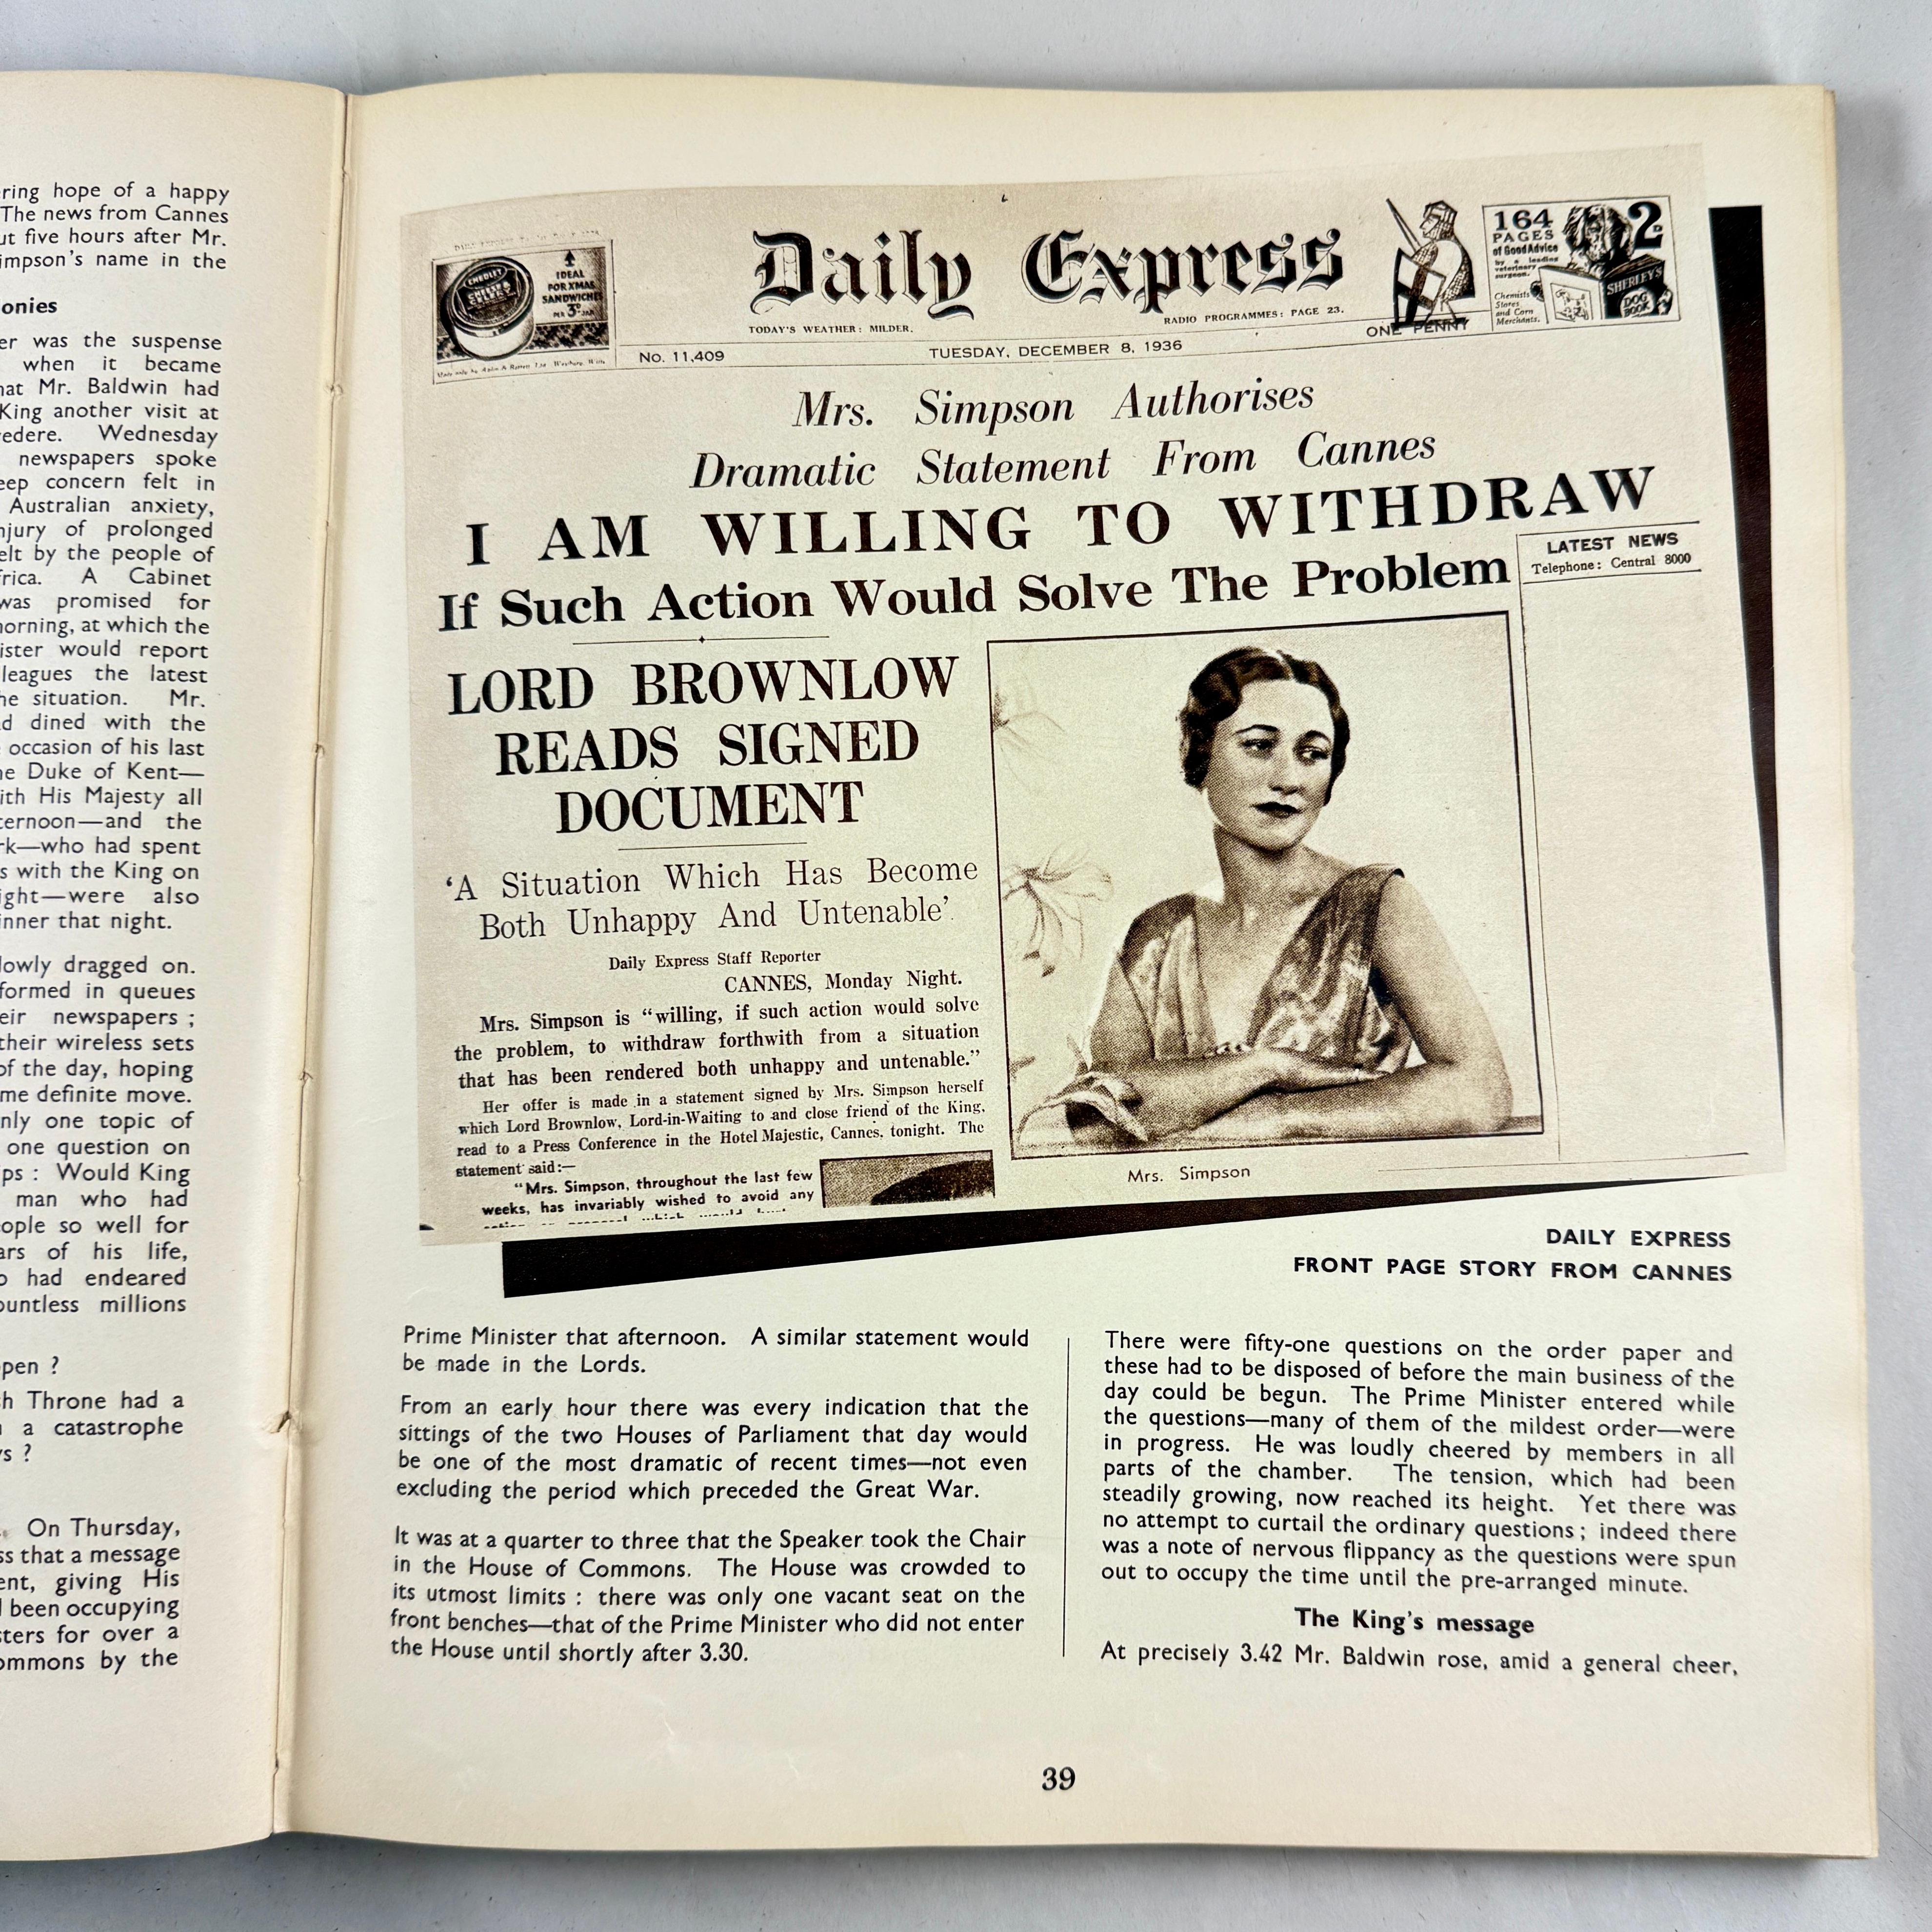 ring hope of a happy
The news from Cannes
ut five hours after Mr.
impson's name in the
onies
er was the suspense
when it became
hat Mr. Baldwin had
King another visit at
vedere. Wednesday
newspapers spoke
eep concern felt in
Australian anxiety,
njury of prolonged
elt by the people of
frica. A Cabinet
was promised for
norning, at which the
ister would report
leagues the latest
he situation. Mr.
d dined with the
occasion of his last
he Duke of Kent—
ith His Majesty all
ternoon—and the
rk—who had spent
s with the King on
ight—were also
inner that night.
lowly dragged on.
formed in queues
eir newspapers ;
their wireless sets
of the day, hoping
me definite move.
nly one topic of
one question on
ps : Would King
man who had
ople so well for
ars of his life,
o had endeared
ountless millions
pen ?
h Throne had a
a catastrophe
s ?
On Thursday,
ss that a message
ent, giving His
been occupying
sters for over a
ommons by the
IDEAL
FOR XMAS
SANDWICHES
Daily Express
164
PAGES
of Good Advice
by a leading
veterinary
surgeon.
Chemists
Stores
and Corn
Merchants.
2D
SHERLEY'S
DOG
BOOK
TODAY'S WEATHER: MILDER.
RADIO PROGRAMMES: PAGE 23.
ONE PENNY
No. 11,409
TUESDAY, DECEMBER 8, 1936
Mrs. Simpson Authorises
Dramatic Statement From Cannes
I AM WILLING TO WITHDRAW
If Such Action Would Solve The Problem
LATEST NEWS
Telephone: Central 8000
LORD BROWNLOW
READS SIGNED
DOCUMENT
'A Situation Which Has Become
Both Unhappy And Untenable'
Daily Express Staff Reporter
CANNES, Monday Night.
Mrs. Simpson is "willing, if such action would solve
the problem, to withdraw forthwith from a situation
that has been rendered both unhappy and untenable."
Her offer is made in a statement signed by Mrs. Simpson herself
which Lord Brownlow, Lord-in-Waiting to and close friend of the King,
read to a Press Conference in the Hotel Majestic, Cannes, tonight. The
statement said:—
"Mrs. Simpson, throughout the last few
weeks, has invariably wished to avoid any
Mrs. Simpson
DAILY EXPRESS
FRONT PAGE STORY FROM CANNES
Prime Minister that afternoon. A similar statement would
be made in the Lords.
From an early hour there was every indication that the
sittings of the two Houses of Parliament that day would
be one of the most dramatic of recent times—not even
excluding the period which preceded the Great War.
It was at a quarter to three that the Speaker took the Chair
in the House of Commons. The House was crowded to
its utmost limits : there was only one vacant seat on the
front benches—that of the Prime Minister who did not enter
the House until shortly after 3.30.
There were fifty-one questions on the order paper and
these had to be disposed of before the main business of the
day could be begun. The Prime Minister entered while
the questions—many of them of the mildest order—were
in progress. He was loudly cheered by members in all
parts of the chamber. The tension, which had been
steadily growing, now reached its height. Yet there was
no attempt to curtail the ordinary questions ; indeed there
was a note of nervous flippancy as the questions were spun
out to occupy the time until the pre-arranged minute.
The King's message
At precisely 3.42 Mr. Baldwin rose, amid a general cheer,
39